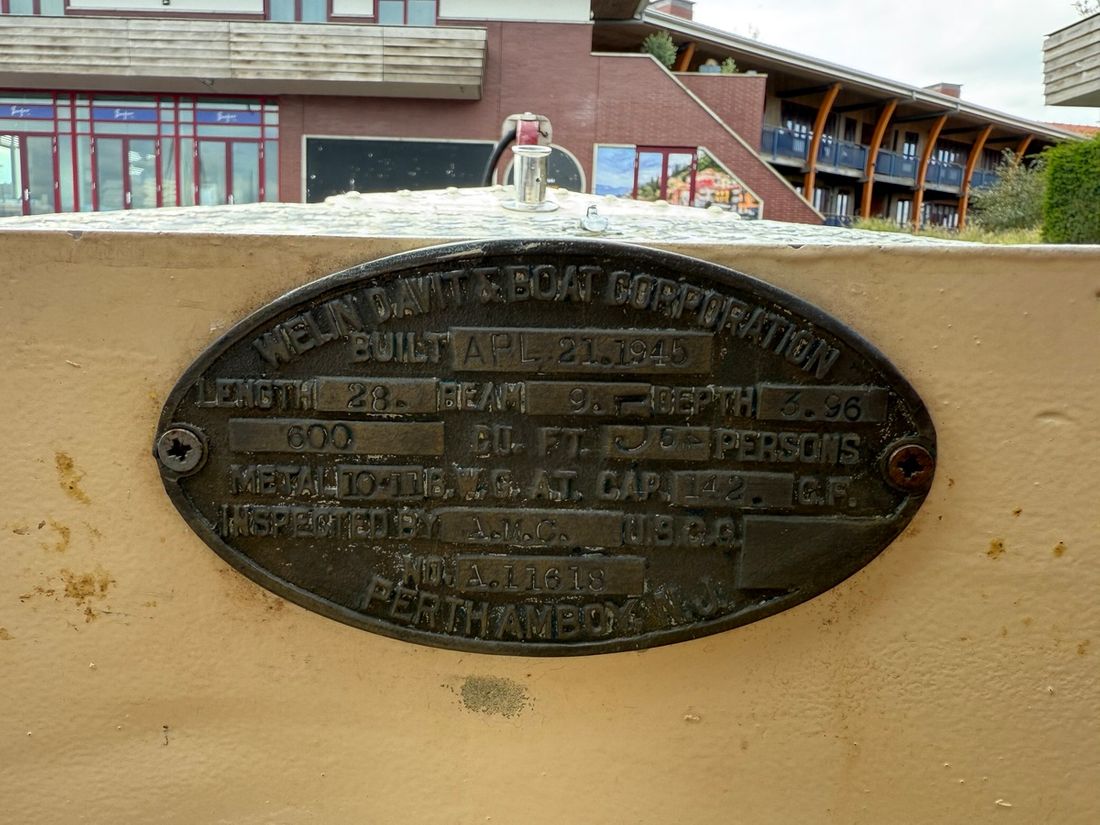 WELIN DAVIT & BOAT CORPORATION
BUILT APL. 21. 1945
LENGTH 28. BEAM 9. DEPTH 3.96
600 CU. FT. PERSONS
METAL 10-11 B.W.G. A.T. CAP. 142. C.F.
INSPECTED BY A.M.C. U.S.C.G.
NO. A.11618
PERTH AMBOY, N.J.